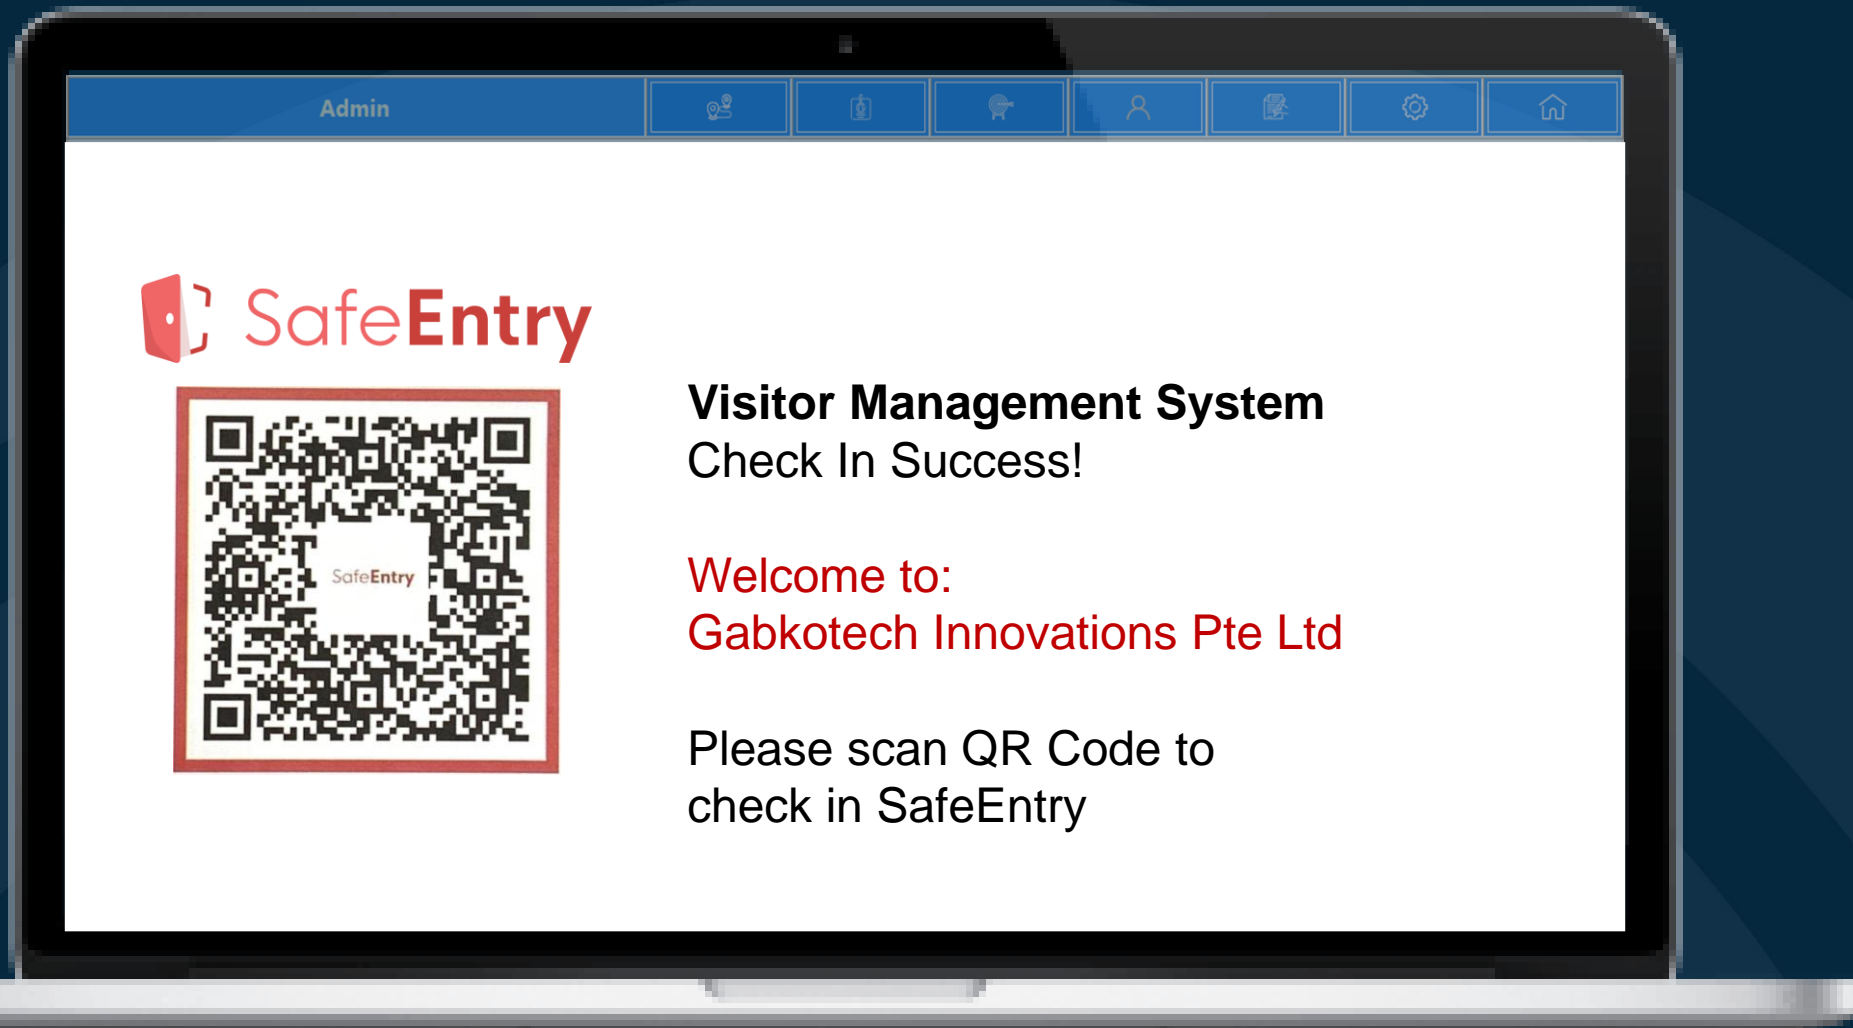 Admin
SafeEntry
SafeEntry
Visitor Management System
Check In Success!
Welcome to:
Gabkotech Innovations Pte Ltd
Please scan QR Code to
check in SafeEntry